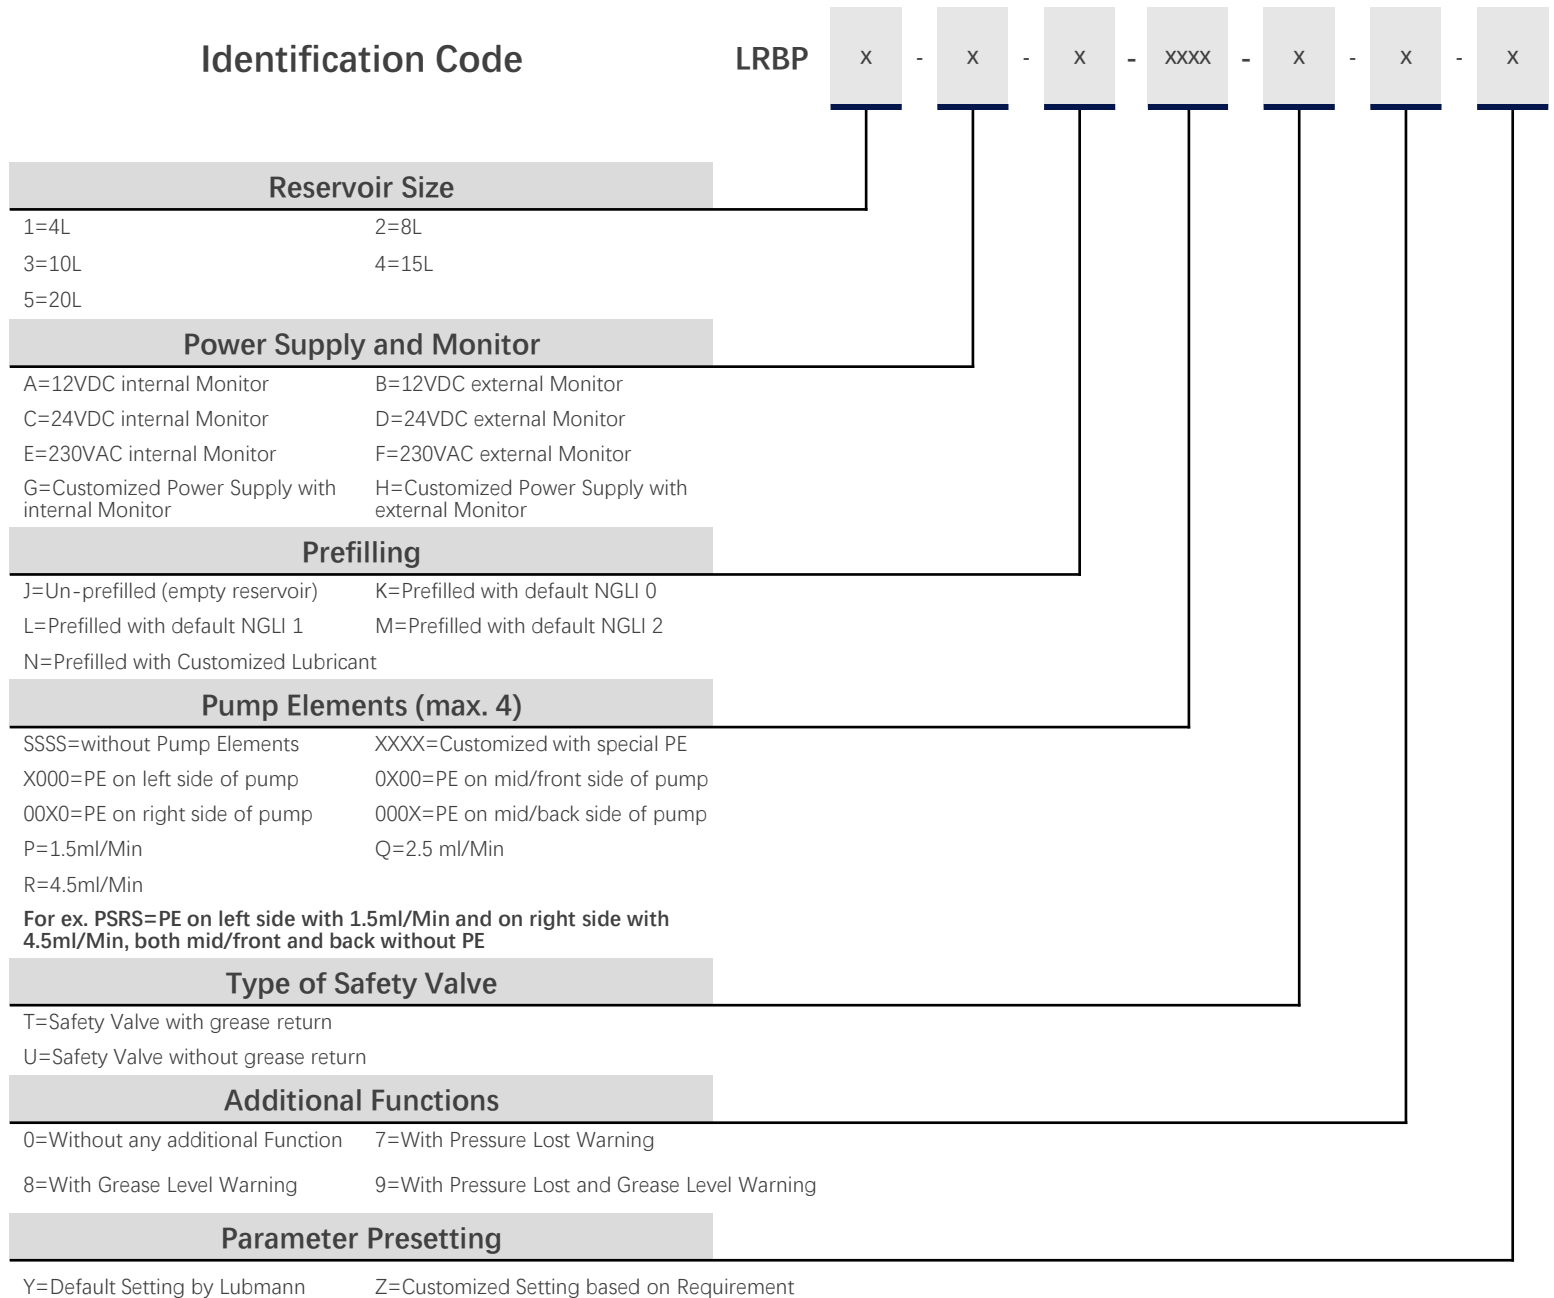 Identification Code LRBP x - x - x - xxxx - x - x - x
Reservoir Size
1=4L 2=8L
3=10L 4=15L
5=20L
Power Supply and Monitor
A=12VDC internal Monitor B=12VDC external Monitor
C=24VDC internal Monitor D=24VDC external Monitor
E=230VAC internal Monitor F=230VAC external Monitor
G=Customized Power Supply with H=Customized Power Supply with
internal Monitor external Monitor
Prefilling
J=Un-prefilled (empty reservoir) K=Prefilled with default NGLI 0
L=Prefilled with default NGLI 1 M=Prefilled with default NGLI 2
N=Prefilled with Customized Lubricant
Pump Elements (max. 4)
SSSS=without Pump Elements XXXX=Customized with special PE
X000=PE on left side of pump 0X00=PE on mid/front side of pump
00X0=PE on right side of pump 000X=PE on mid/back side of pump
P=1.5ml/Min Q=2.5 ml/Min
R=4.5ml/Min
For ex. PSRS=PE on left side with 1.5ml/Min and on right side with
4.5ml/Min, both mid/front and back without PE
Type of Safety Valve
T=Safety Valve with grease return
U=Safety Valve without grease return
Additional Functions
0=Without any additional Function 7=With Pressure Lost Warning
8=With Grease Level Warning 9=With Pressure Lost and Grease Level Warning
Parameter Presetting
Y=Default Setting by Lubmann Z=Customized Setting based on Requirement